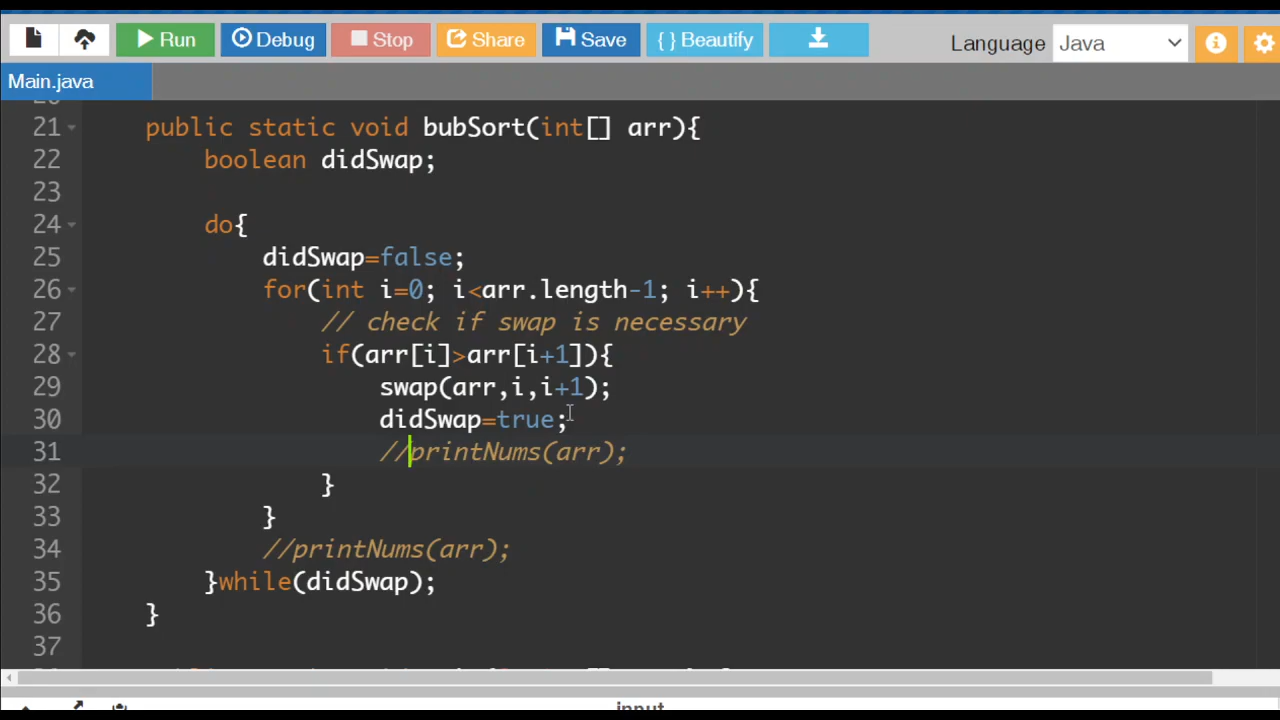 Run Debug Stop Share Save { } Beautify Language Java
Main.java
21 public static void bubSort(int[] arr){
22 boolean didSwap;
23
24 do{
25 didSwap=false;
26 for(int i=0; i<arr.length-1; i++){
27 // check if swap is necessary
28 if(arr[i]>arr[i+1]){
29 swap(arr,i,i+1);
30 didSwap=true;
31 //printNums(arr);
32 }
33 }
34 //printNums(arr);
35 }while(didSwap);
36 }
37
input